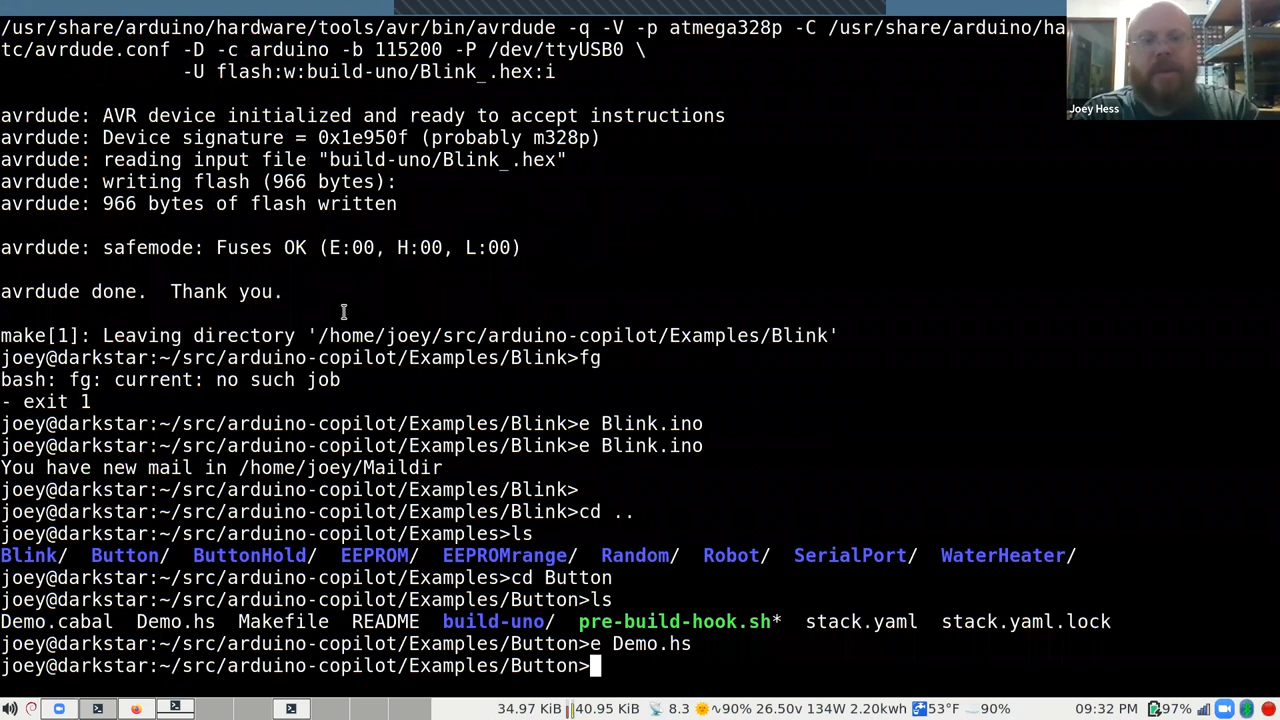 /usr/share/arduino/hardware/tools/avr/bin/avrdude -q -V -p atmega328p -C /usr/share/arduino/ha
tc/avrdude.conf -D -c arduino -b 115200 -P /dev/ttyUSB0 \
-U flash:w:build-uno/Blink_.hex:i
Joey Hess
avrdude: AVR device initialized and ready to accept instructions
avrdude: Device signature = 0x1e950f (probably m328p)
avrdude: reading input file "build-uno/Blink_.hex"
avrdude: writing flash (966 bytes):
avrdude: 966 bytes of flash written
avrdude: safemode: Fuses OK (E:00, H:00, L:00)
avrdude done.  Thank you.
make[1]: Leaving directory '/home/joey/src/arduino-copilot/Examples/Blink'
joey@darkstar:~/src/arduino-copilot/Examples/Blink>fg
bash: fg: current: no such job
- exit 1
joey@darkstar:~/src/arduino-copilot/Examples/Blink>e Blink.ino
joey@darkstar:~/src/arduino-copilot/Examples/Blink>e Blink.ino
You have new mail in /home/joey/Maildir
joey@darkstar:~/src/arduino-copilot/Examples/Blink>
joey@darkstar:~/src/arduino-copilot/Examples/Blink>cd ..
joey@darkstar:~/src/arduino-copilot/Examples>ls
Blink/  Button/  ButtonHold/  EEPROM/  EEPROMrange/  Random/  Robot/  SerialPort/  WaterHeater/
joey@darkstar:~/src/arduino-copilot/Examples>cd Button
joey@darkstar:~/src/arduino-copilot/Examples/Button>ls
Demo.cabal  Demo.hs  Makefile  README  build-uno/  pre-build-hook.sh*  stack.yaml  stack.yaml.lock
joey@darkstar:~/src/arduino-copilot/Examples/Button>e Demo.hs
joey@darkstar:~/src/arduino-copilot/Examples/Button>
34.97 KiB 40.95 KiB 8.3 90% 26.50v 134W 2.20kwh 53°F 90% 09:32 PM 97%